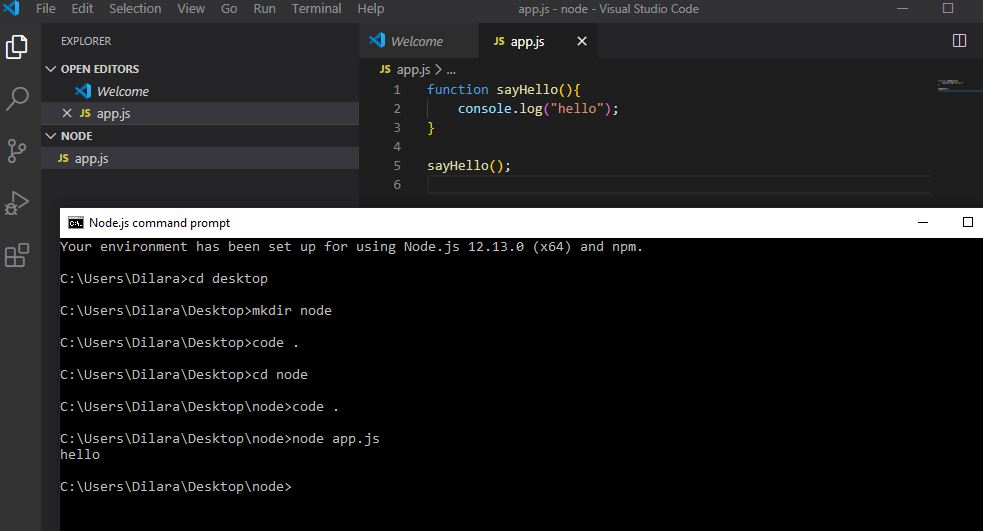 File Edit Selection View Go Run Terminal Help app.js - node - Visual Studio Code
EXPLORER
OPEN EDITORS
Welcome
JS app.js
NODE
JS app.js
Welcome JS app.js
JS app.js > ...
1 function sayHello(){
2 console.log("hello");
3 }
4
5 sayHello();
6
Node.js command prompt
Your environment has been set up for using Node.js 12.13.0 (x64) and npm.
C:\Users\Dilara>cd desktop
C:\Users\Dilara\Desktop>mkdir node
C:\Users\Dilara\Desktop>code .
C:\Users\Dilara\Desktop>cd node
C:\Users\Dilara\Desktop\node>code .
C:\Users\Dilara\Desktop\node>node app.js
hello
C:\Users\Dilara\Desktop\node>